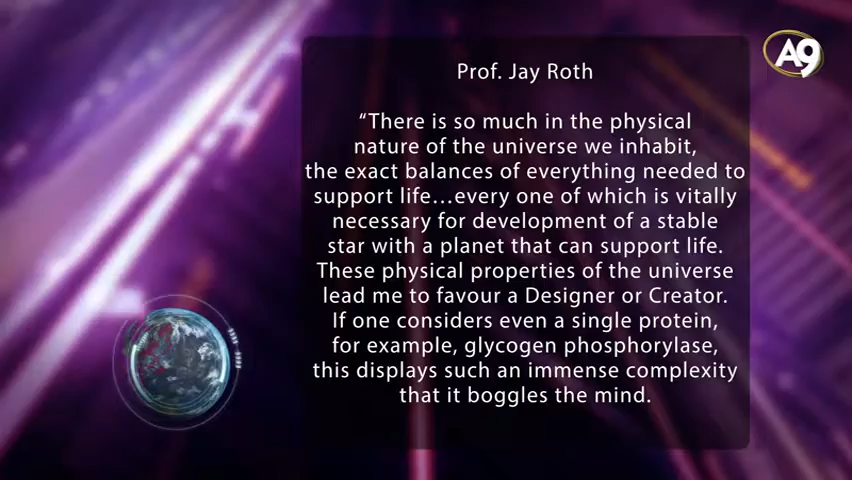 A9
Prof. Jay Roth
“There is so much in the physical
nature of the universe we inhabit,
the exact balances of everything needed to
support life...every one of which is vitally
necessary for development of a stable
star with a planet that can support life.
These physical properties of the universe
lead me to favour a Designer or Creator.
If one considers even a single protein,
for example, glycogen phosphorylase,
this displays such an immense complexity
that it boggles the mind.